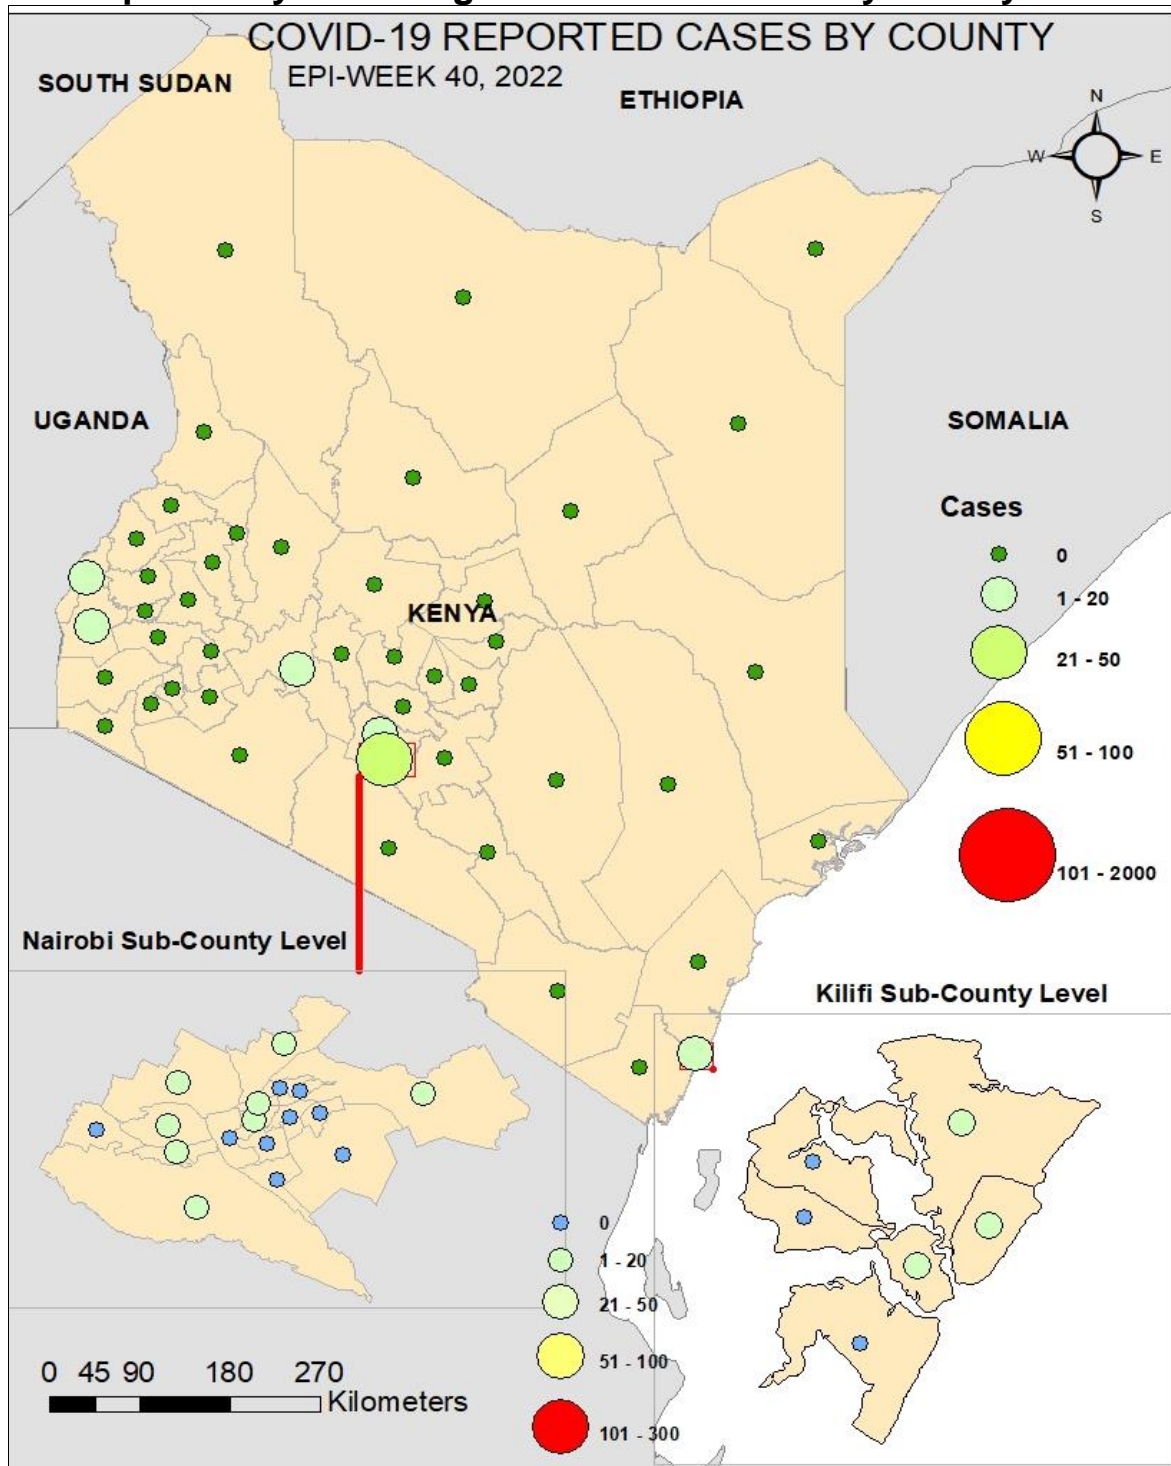 COVID-19 REPORTED CASES BY COUNTY
EPI-WEEK 40, 2022
SOUTH SUDAN
ETHIOPIA
N
W
E
S
UGANDA
SOMALIA
KENYA
Cases
0
1 - 20
21 - 50
51 - 100
101 - 2000
Nairobi Sub-County Level
Kilifi Sub-County Level
0
1 - 20
21 - 50
51 - 100
101 - 300
0 45 90 180 270
Kilometers